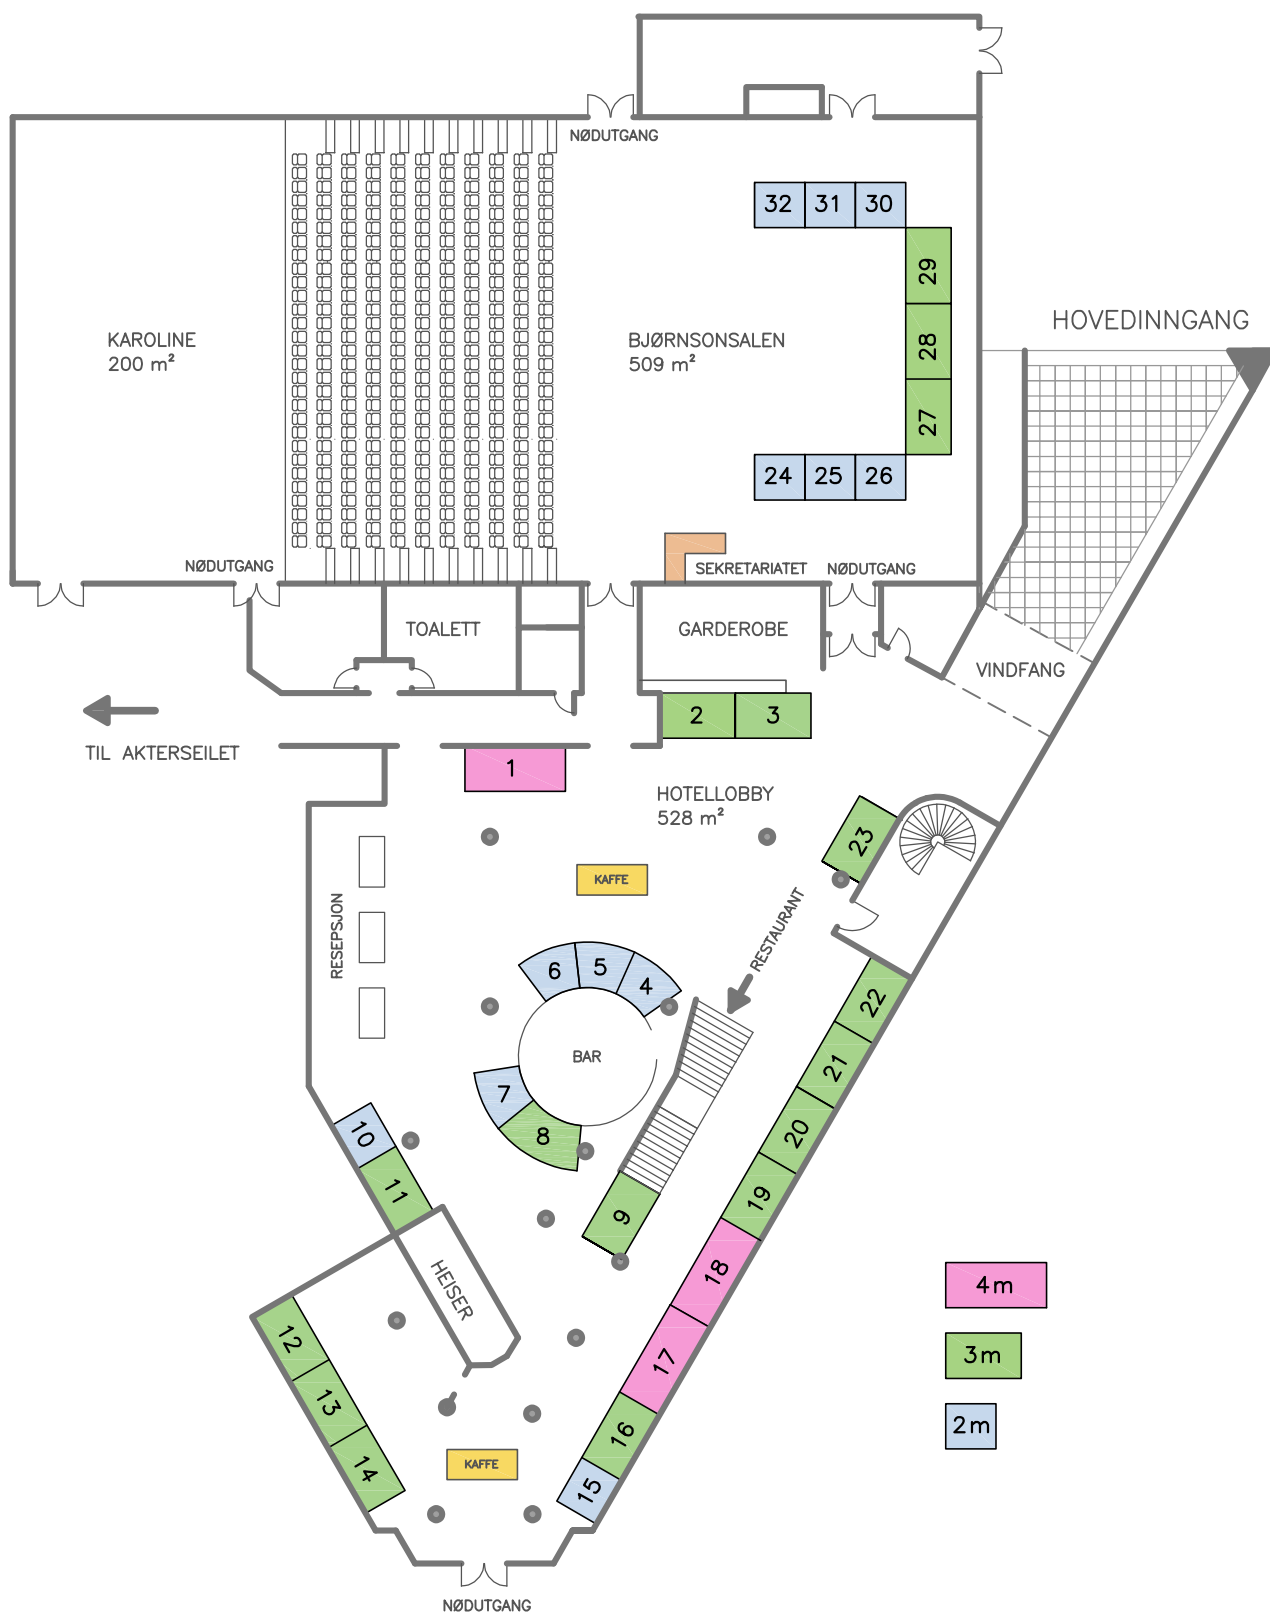 NØDUTGANG
32 31 30
29
HOVEDINNGANG
KAROLINE
200 m²
BJØRNSONSALEN
509 m²
28
27
24 25 26
NØDUTGANG
SEKRETARIATET
NØDUTGANG
TOALETT
GARDEROBE
VINDFANG
2 3
TIL AKTERSEILET
1
HOTELLOBBY
528 m²
23
KAFFE
RESEPSJON
RESTAURANT
6 5 4
22
BAR
21
7
8
20
10
11
19
9
18
HEISER
4m
12
17
3m
13
16
2m
14
KAFFE
15
NØDUTGANG